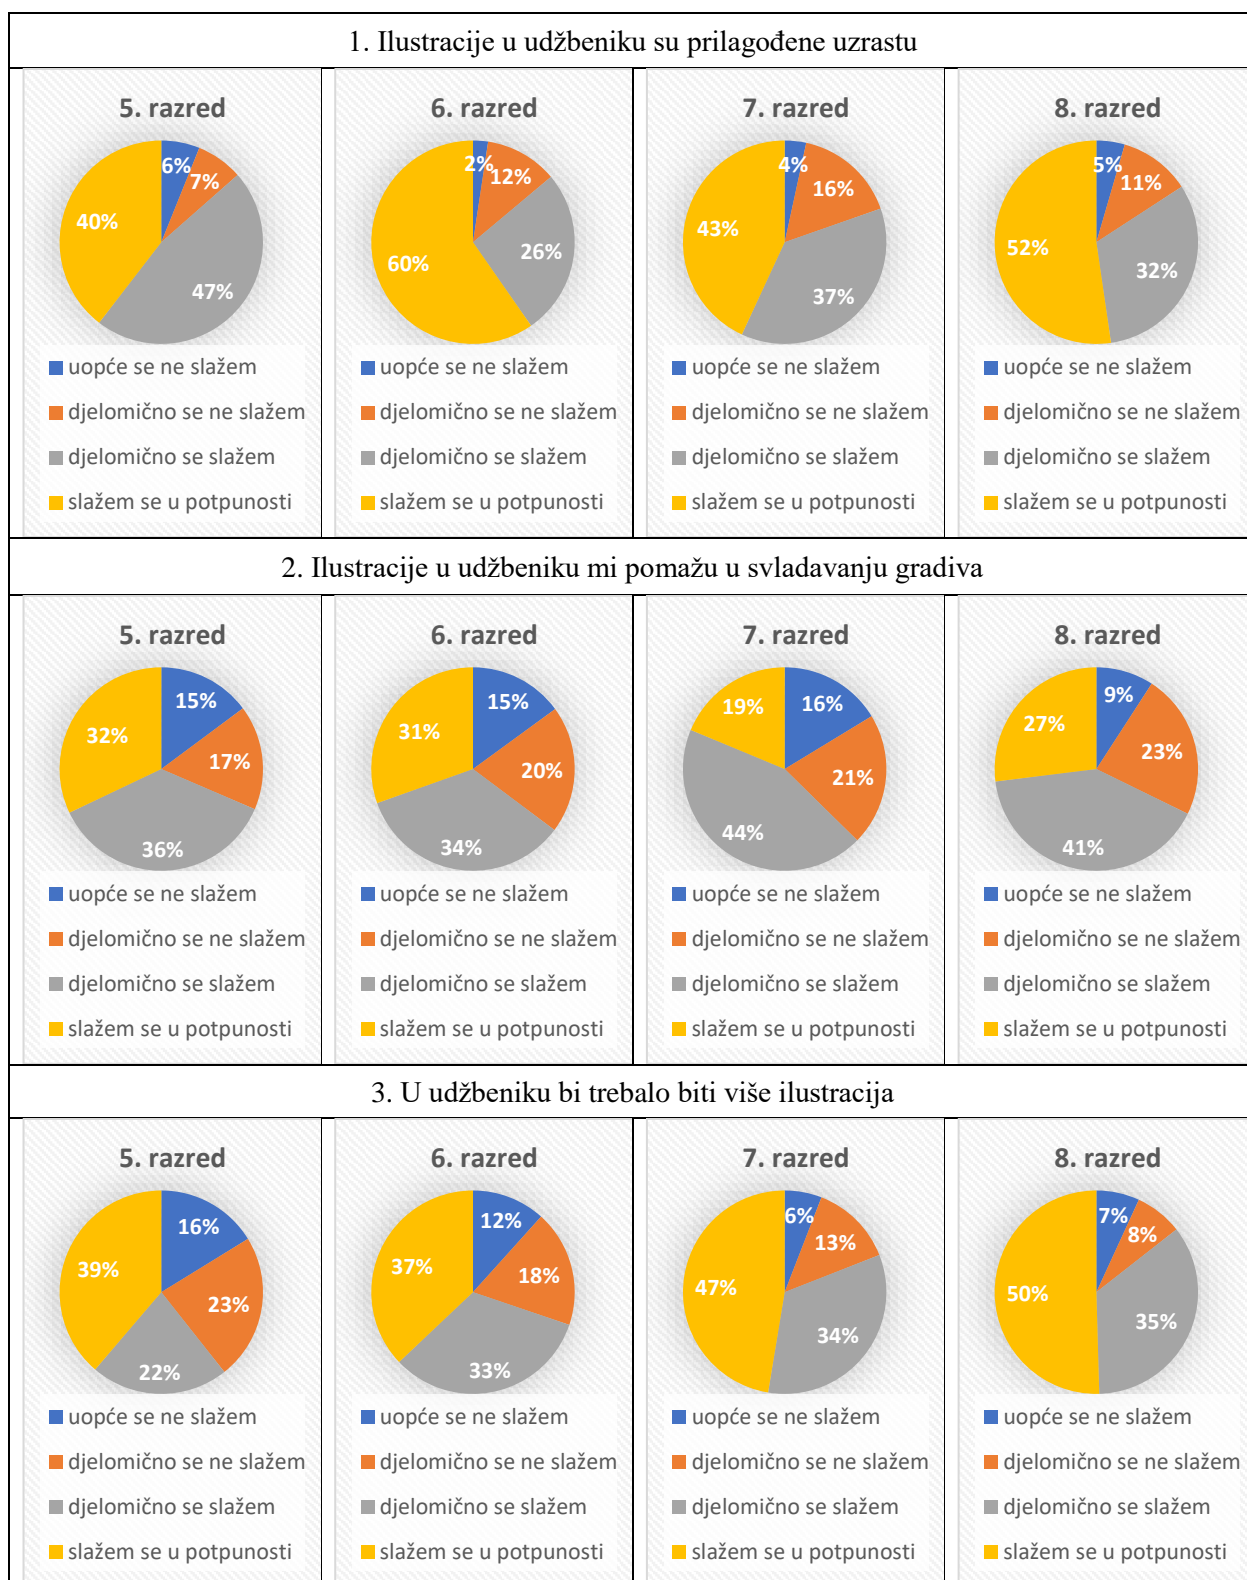 1. Ilustracije u udžbeniku su prilagođene uzrastu
5. razred
6%
7%
47%
40%
uopće se ne slažem
djelomično se ne slažem
djelomično se slažem
slažem se u potpunosti
6. razred
2%
12%
26%
60%
uopće se ne slažem
djelomično se ne slažem
djelomično se slažem
slažem se u potpunosti
7. razred
4%
16%
37%
43%
uopće se ne slažem
djelomično se ne slažem
djelomično se slažem
slažem se u potpunosti
8. razred
5%
11%
32%
52%
uopće se ne slažem
djelomično se ne slažem
djelomično se slažem
slažem se u potpunosti
2. Ilustracije u udžbeniku mi pomažu u svladavanju gradiva
5. razred
15%
17%
36%
32%
uopće se ne slažem
djelomično se ne slažem
djelomično se slažem
slažem se u potpunosti
6. razred
15%
20%
34%
31%
uopće se ne slažem
djelomično se ne slažem
djelomično se slažem
slažem se u potpunosti
7. razred
16%
21%
44%
19%
uopće se ne slažem
djelomično se ne slažem
djelomično se slažem
slažem se u potpunosti
8. razred
9%
23%
41%
27%
uopće se ne slažem
djelomično se ne slažem
djelomično se slažem
slažem se u potpunosti
3. U udžbeniku bi trebalo biti više ilustracija
5. razred
16%
23%
22%
39%
uopće se ne slažem
djelomično se ne slažem
djelomično se slažem
slažem se u potpunosti
6. razred
12%
18%
33%
37%
uopće se ne slažem
djelomično se ne slažem
djelomično se slažem
slažem se u potpunosti
7. razred
6%
13%
34%
47%
uopće se ne slažem
djelomično se ne slažem
djelomično se slažem
slažem se u potpunosti
8. razred
7%
8%
35%
50%
uopće se ne slažem
djelomično se ne slažem
djelomično se slažem
slažem se u potpunosti